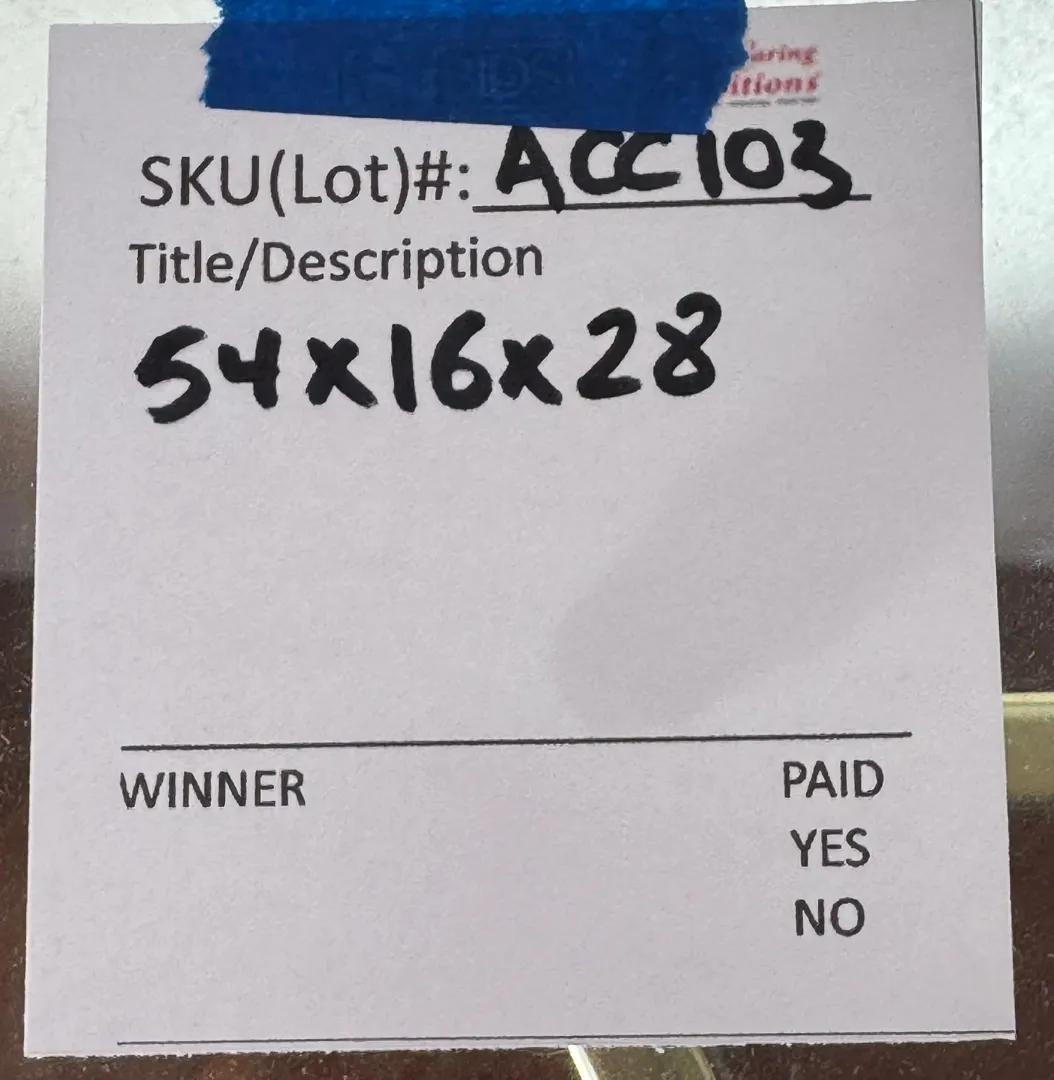 SKU(Lot)#: ACC103
Title/Description
54x16x28
WINNER PAID
YES
NO